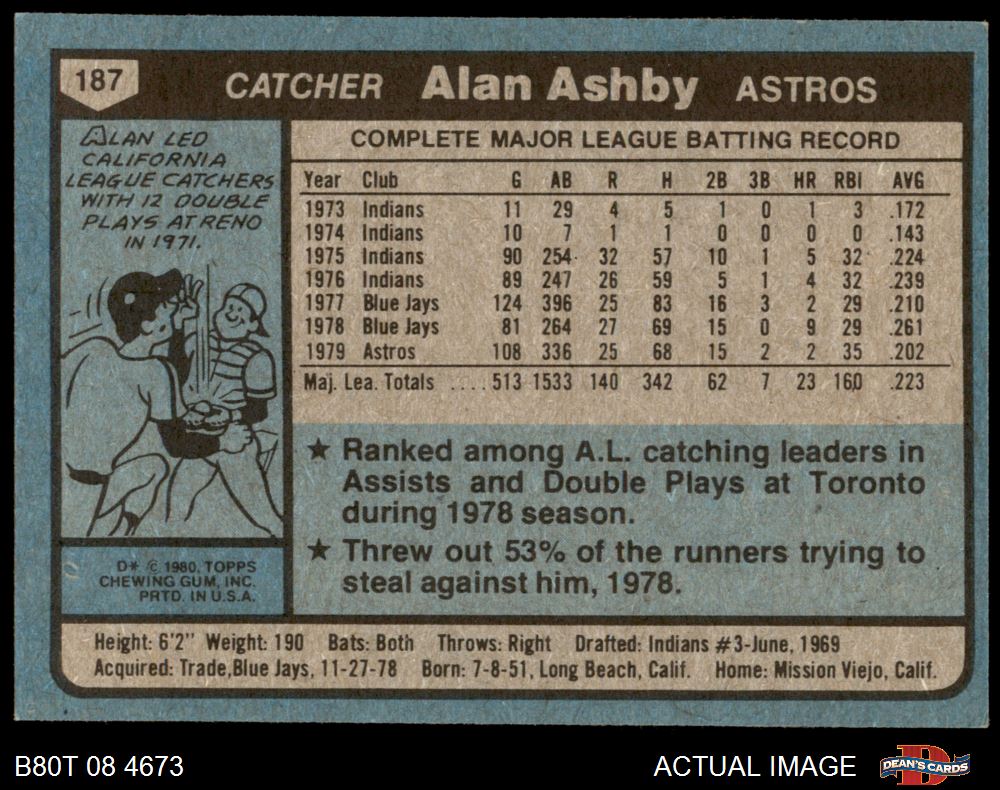 187
CATCHER Alan Ashby ASTROS
ALAN LED
CALIFORNIA
LEAGUE CATCHERS
WITH 12 DOUBLE
PLAYS AT RENO
IN 1971.
D* © 1980, TOPPS
CHEWING GUM, INC.
PRTD. IN U.S.A.
COMPLETE MAJOR LEAGUE BATTING RECORD
Year Club G AB R H 2B 3B HR RBI AVG
1973 Indians 11 29 4 5 1 0 1 3 .172
1974 Indians 10 7 1 1 0 0 0 0 .143
1975 Indians 90 254 32 57 10 1 5 32 .224
1976 Indians 89 247 26 59 5 1 4 32 .239
1977 Blue Jays 124 396 25 83 16 3 2 29 .210
1978 Blue Jays 81 264 27 69 15 0 9 29 .261
1979 Astros 108 336 25 68 15 2 2 35 .202
Maj. Lea. Totals ....513 1533 140 342 62 7 23 160 .223
★ Ranked among A.L. catching leaders in
Assists and Double Plays at Toronto
during 1978 season.
★ Threw out 53% of the runners trying to
steal against him, 1978.
Height: 6'2" Weight: 190 Bats: Both Throws: Right Drafted: Indians #3-June, 1969
Acquired: Trade,Blue Jays, 11-27-78 Born: 7-8-51, Long Beach, Calif. Home: Mission Viejo, Calif.
B80T 08 4673 ACTUAL IMAGE D DEAN'S CARDS